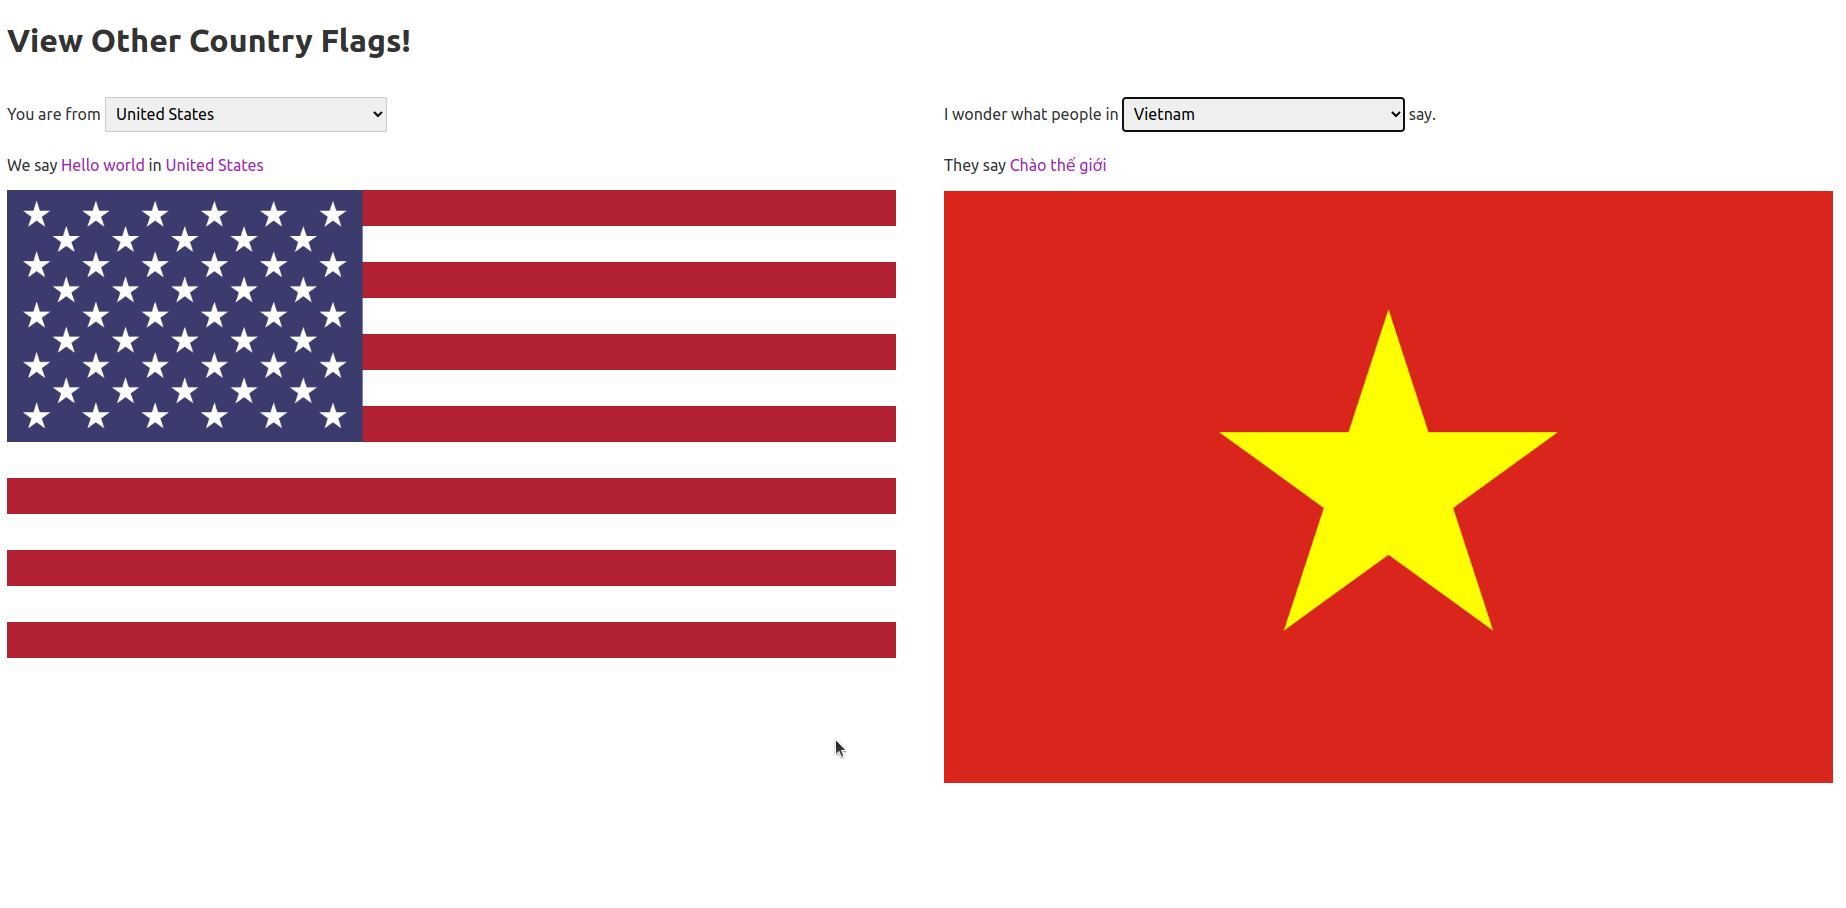 View Other Country Flags!
You are from United States
We say Hello world in United States
I wonder what people in Vietnam say.
They say Chào thế giới